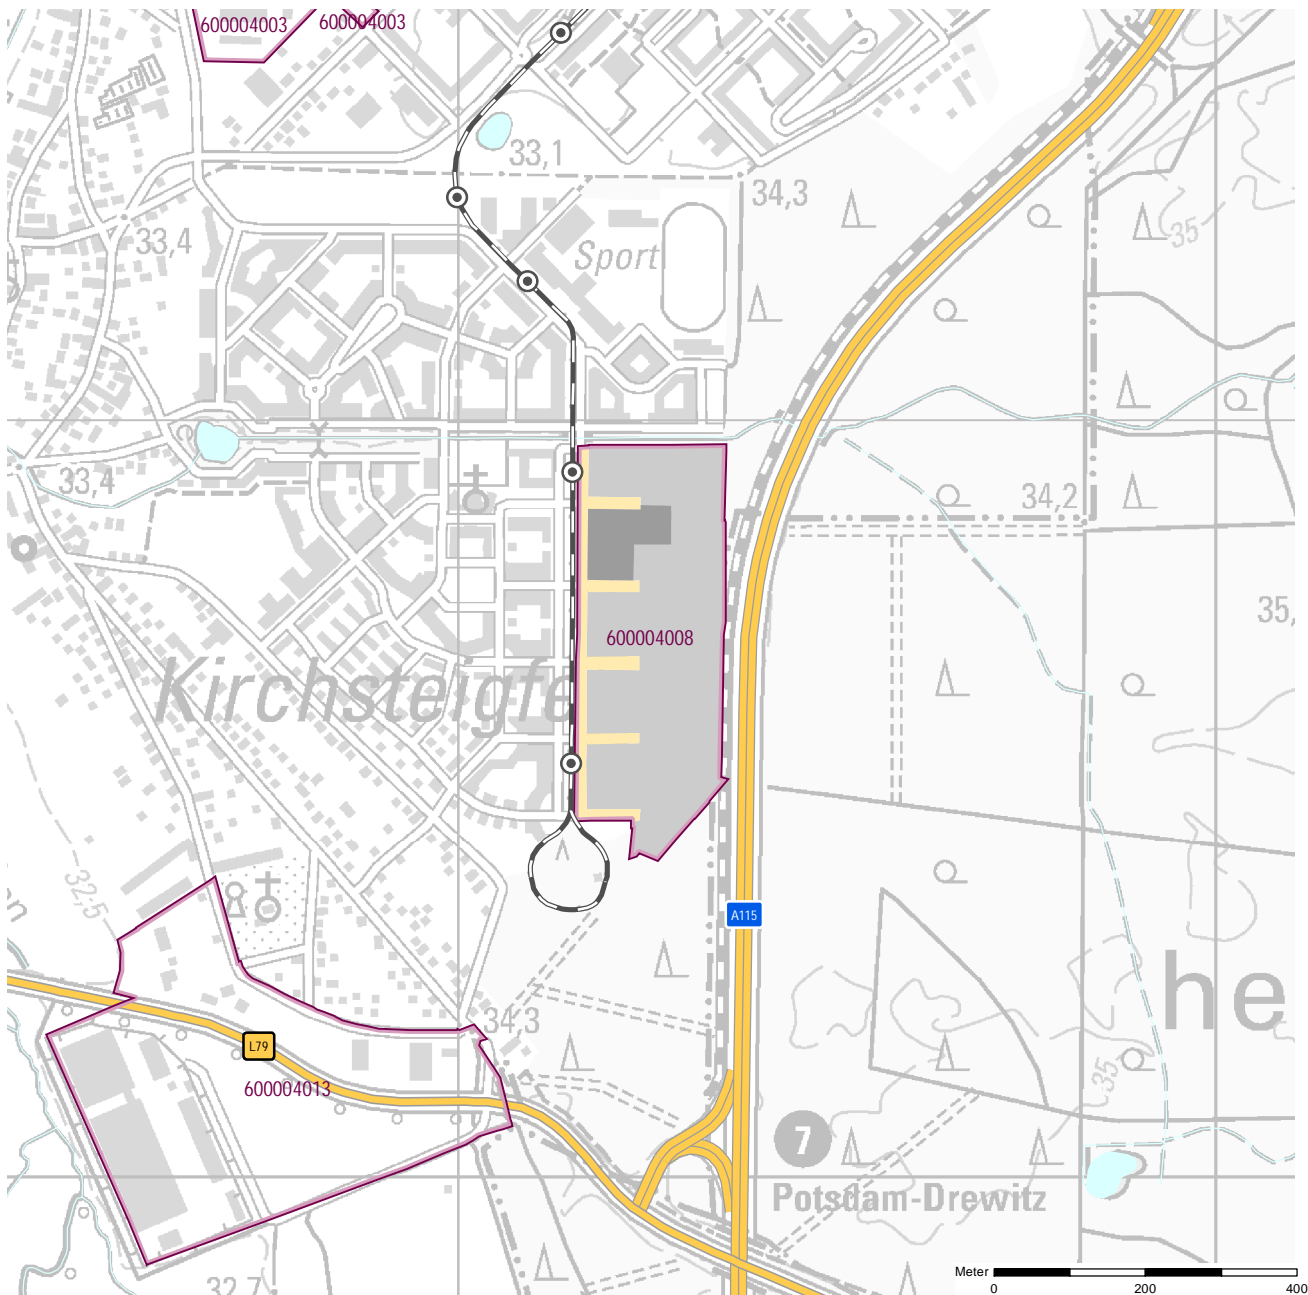 600004003
600004003
33,1
34,3
33,4
35
Sport
33,4
34,2
35,
600004008
Kirchsteigfe
32,5
A115
he
34,3
L79
600004013
35
7
Potsdam-Drewitz
32,7
Meter
0 200 400